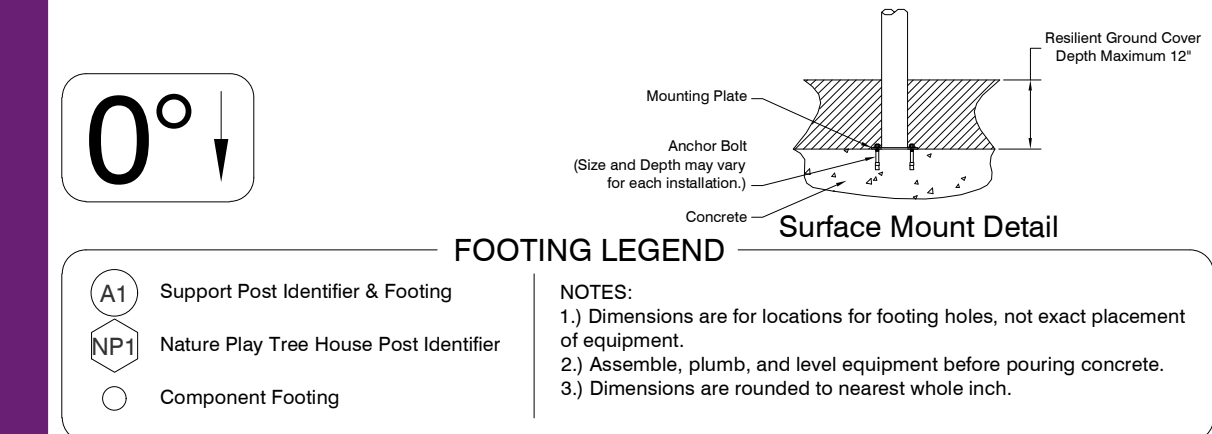 0°
Resilient Ground Cover
Depth Maximum 12"
Mounting Plate
Anchor Bolt
(Size and Depth may vary
for each installation.)
Concrete
Surface Mount Detail
FOOTING LEGEND
A1 Support Post Identifier & Footing
NP1 Nature Play Tree House Post Identifier
Component Footing
NOTES:
1.) Dimensions are for locations for footing holes, not exact placement
of equipment.
2.) Assemble, plumb, and level equipment before pouring concrete.
3.) Dimensions are rounded to nearest whole inch.